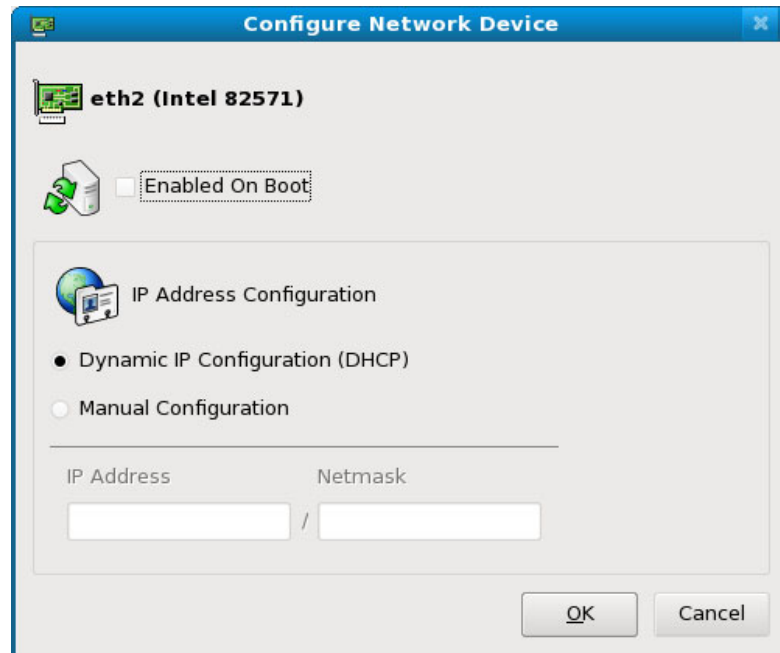 Configure Network Device
eth2 (Intel 82571)
Enabled On Boot
IP Address Configuration
Dynamic IP Configuration (DHCP)
Manual Configuration
IP Address Netmask
/
OK Cancel